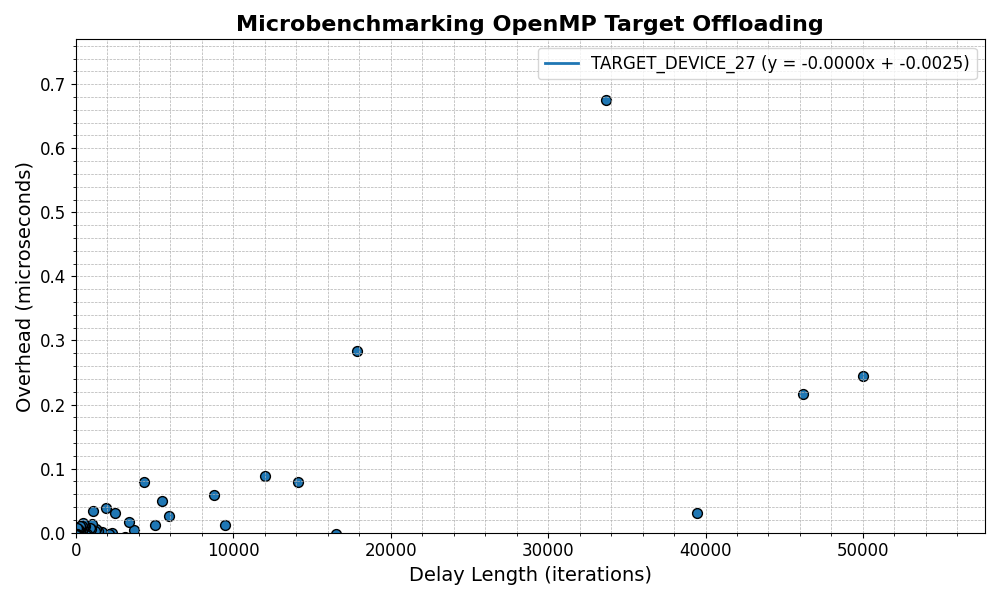 Microbenchmarking OpenMP Target Offloading
TARGET_DEVICE_27 (y = -0.0000x + -0.0025)
Overhead (microseconds)
0.7
0.6
0.5
0.4
0.3
0.2
0.1
0.0
0 10000 20000 30000 40000 50000
Delay Length (iterations)